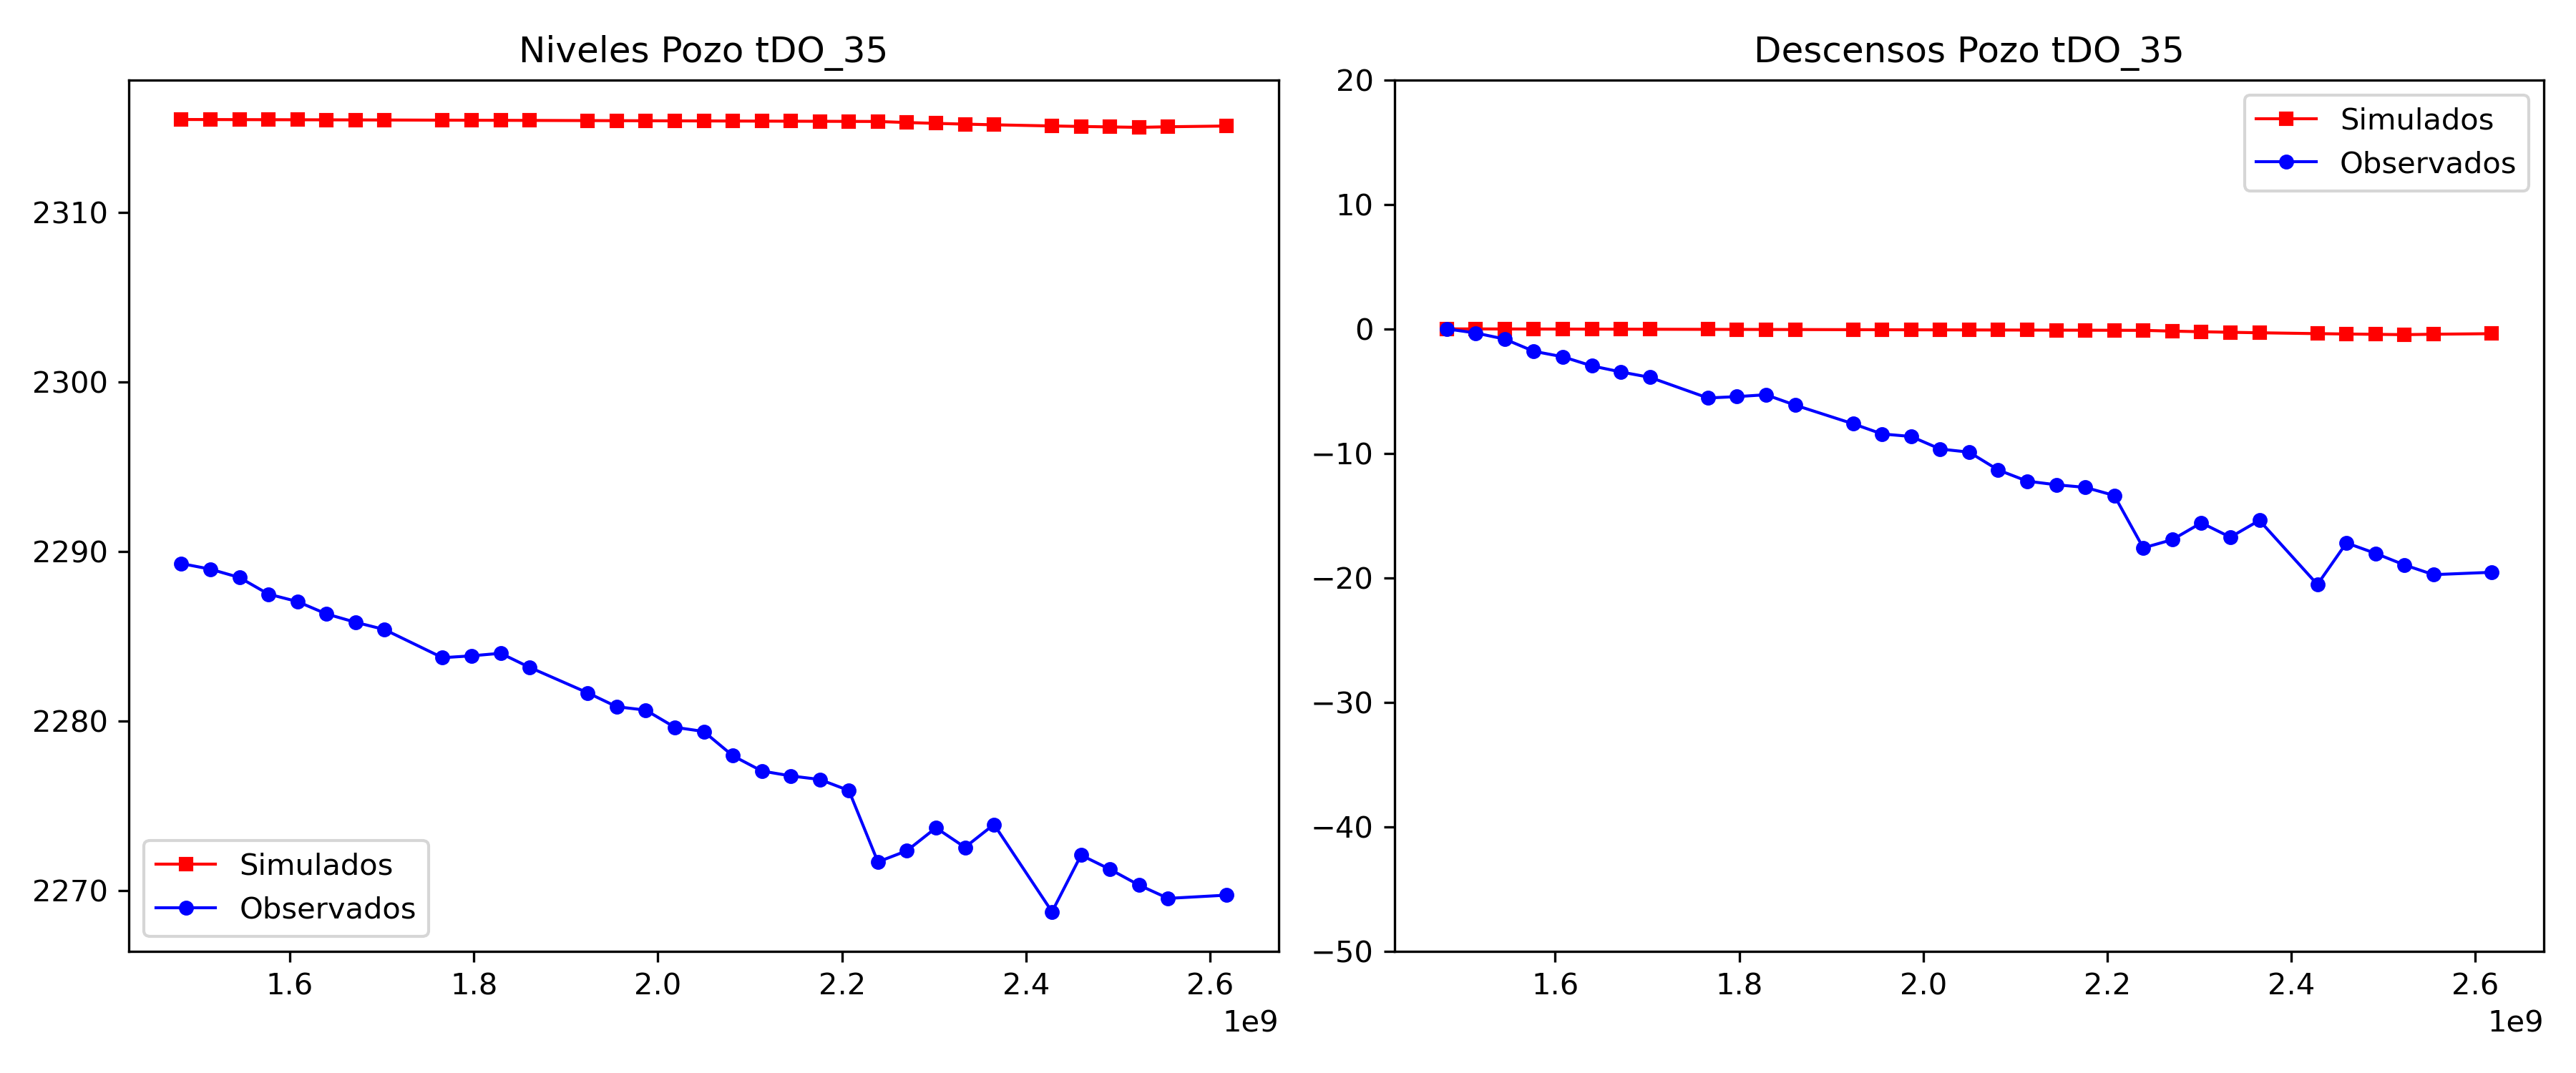 Niveles Pozo tDO_35
2310
2300
2290
2280
2270
Simulados
Observados
1.6 1.8 2.0 2.2 2.4 2.6
1e9
Descensos Pozo tDO_35
20
10
0
−10
−20
−30
−40
−50
Simulados
Observados
1.6 1.8 2.0 2.2 2.4 2.6
1e9